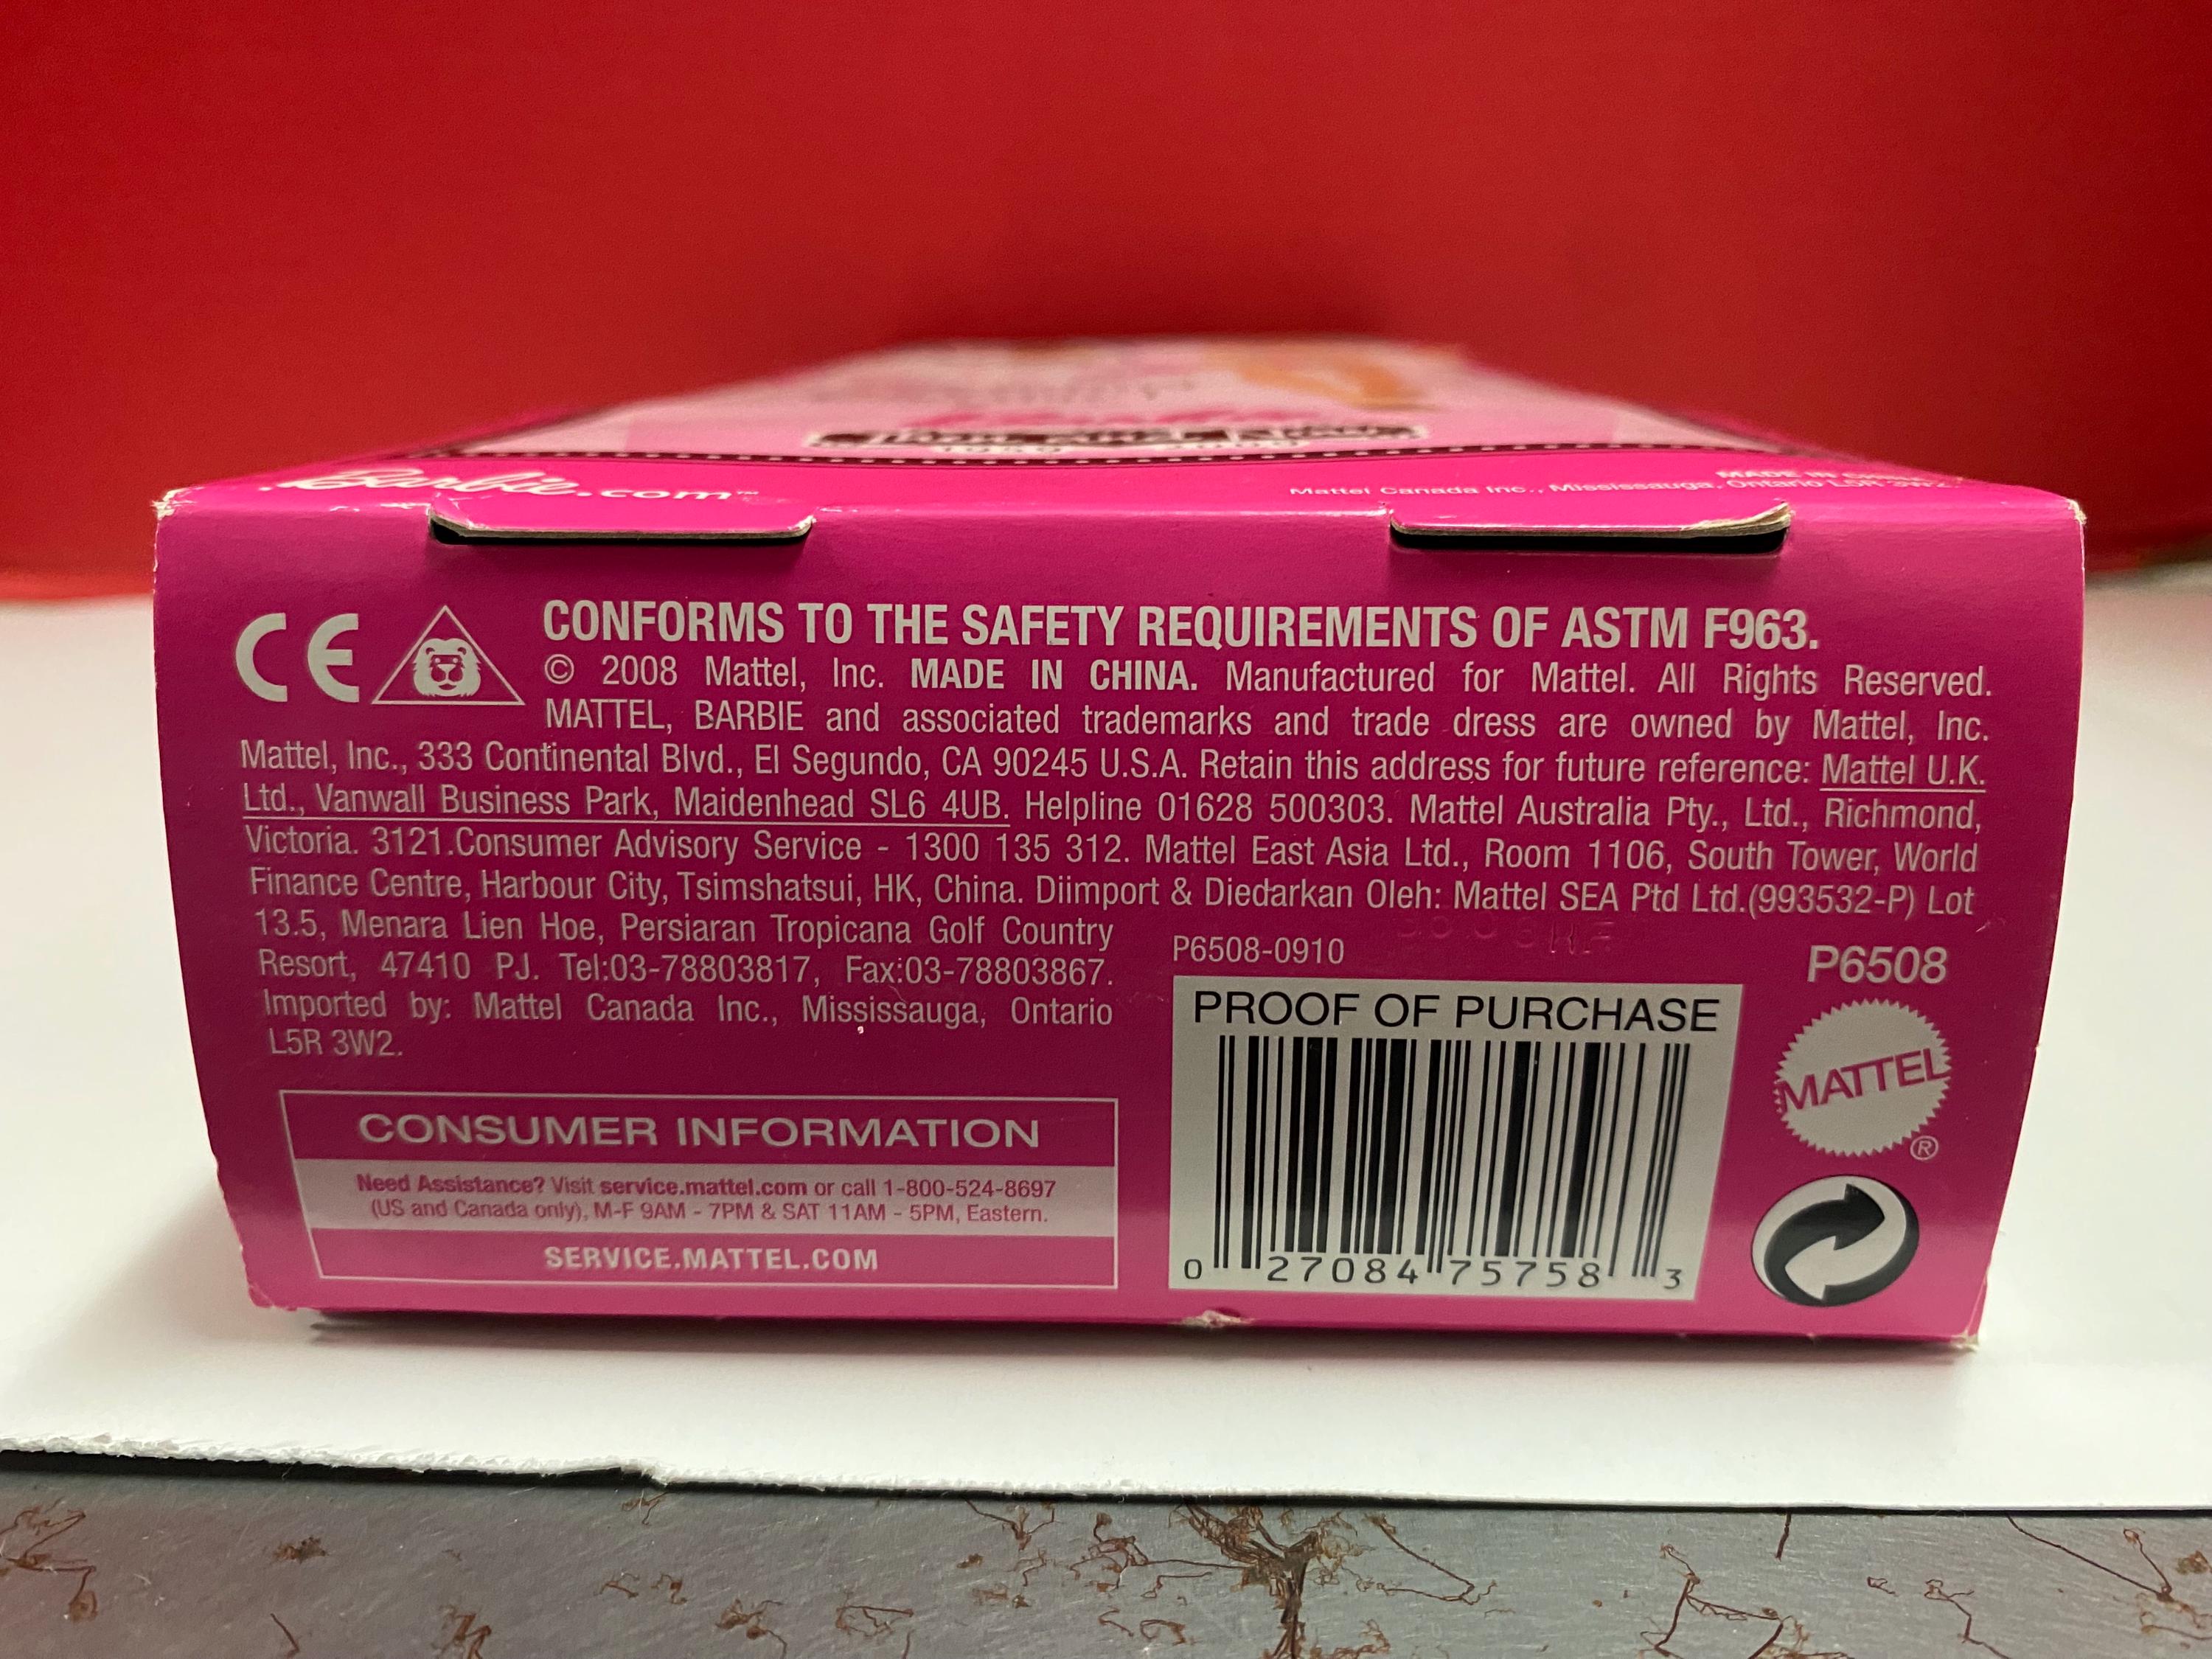 Barbie.com™
MADE IN
Mattel Canada Inc., Mississauga, Ontario L5R 3W2
CE
CONFORMS TO THE SAFETY REQUIREMENTS OF ASTM F963.
© 2008 Mattel, Inc. MADE IN CHINA. Manufactured for Mattel. All Rights Reserved.
MATTEL, BARBIE and associated trademarks and trade dress are owned by Mattel, Inc.
Mattel, Inc., 333 Continental Blvd., El Segundo, CA 90245 U.S.A. Retain this address for future reference: Mattel U.K.
Ltd., Vanwall Business Park, Maidenhead SL6 4UB. Helpline 01628 500303. Mattel Australia Pty., Ltd., Richmond,
Victoria. 3121.Consumer Advisory Service - 1300 135 312. Mattel East Asia Ltd., Room 1106, South Tower, World
Finance Centre, Harbour City, Tsimshatsui, HK, China. Diimport & Diedarkan Oleh: Mattel SEA Ptd Ltd.(993532-P) Lot
13.5, Menara Lien Hoe, Persiaran Tropicana Golf Country
Resort, 47410 PJ. Tel:03-78803817, Fax:03-78803867.
Imported by: Mattel Canada Inc., Mississauga, Ontario
L5R 3W2.
CONSUMER INFORMATION
Need Assistance? Visit service.mattel.com or call 1-800-524-8697
(US and Canada only), M-F 9AM - 7PM & SAT 11AM - 5PM, Eastern.
SERVICE.MATTEL.COM
P6508-0910
PROOF OF PURCHASE
0 27084 75758 3
P6508
MATTEL®